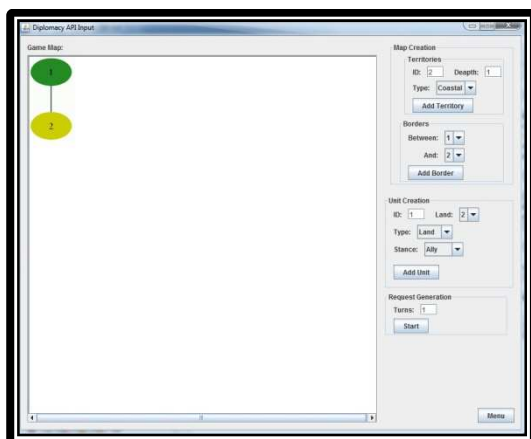 Diplomacy API Input
Game Map:
1
2
Map Creation
Territories
ID: 2 Deapth: 1
Type: Coastal
Add Territory
Borders
Between: 1
And: 2
Add Border
Unit Creation
ID: 1 Land: 2
Type: Land
Stance: Ally
Add Unit
Request Generation
Turns: 1
Start
Menu